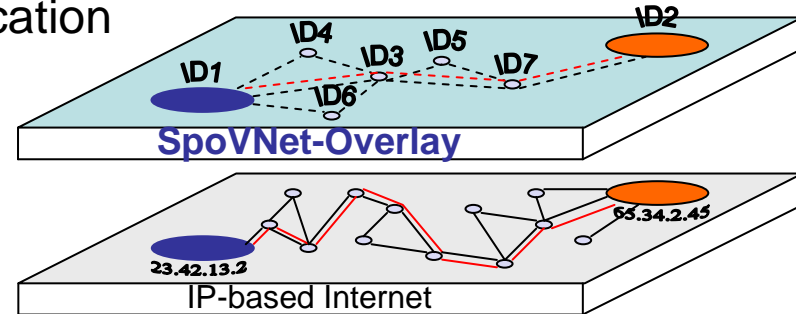 cation
ID2
ID4
ID3
ID5
ID1
ID7
ID6
SpoVNet-Overlay
65.34.2.45
23.42.13.2
IP-based Internet